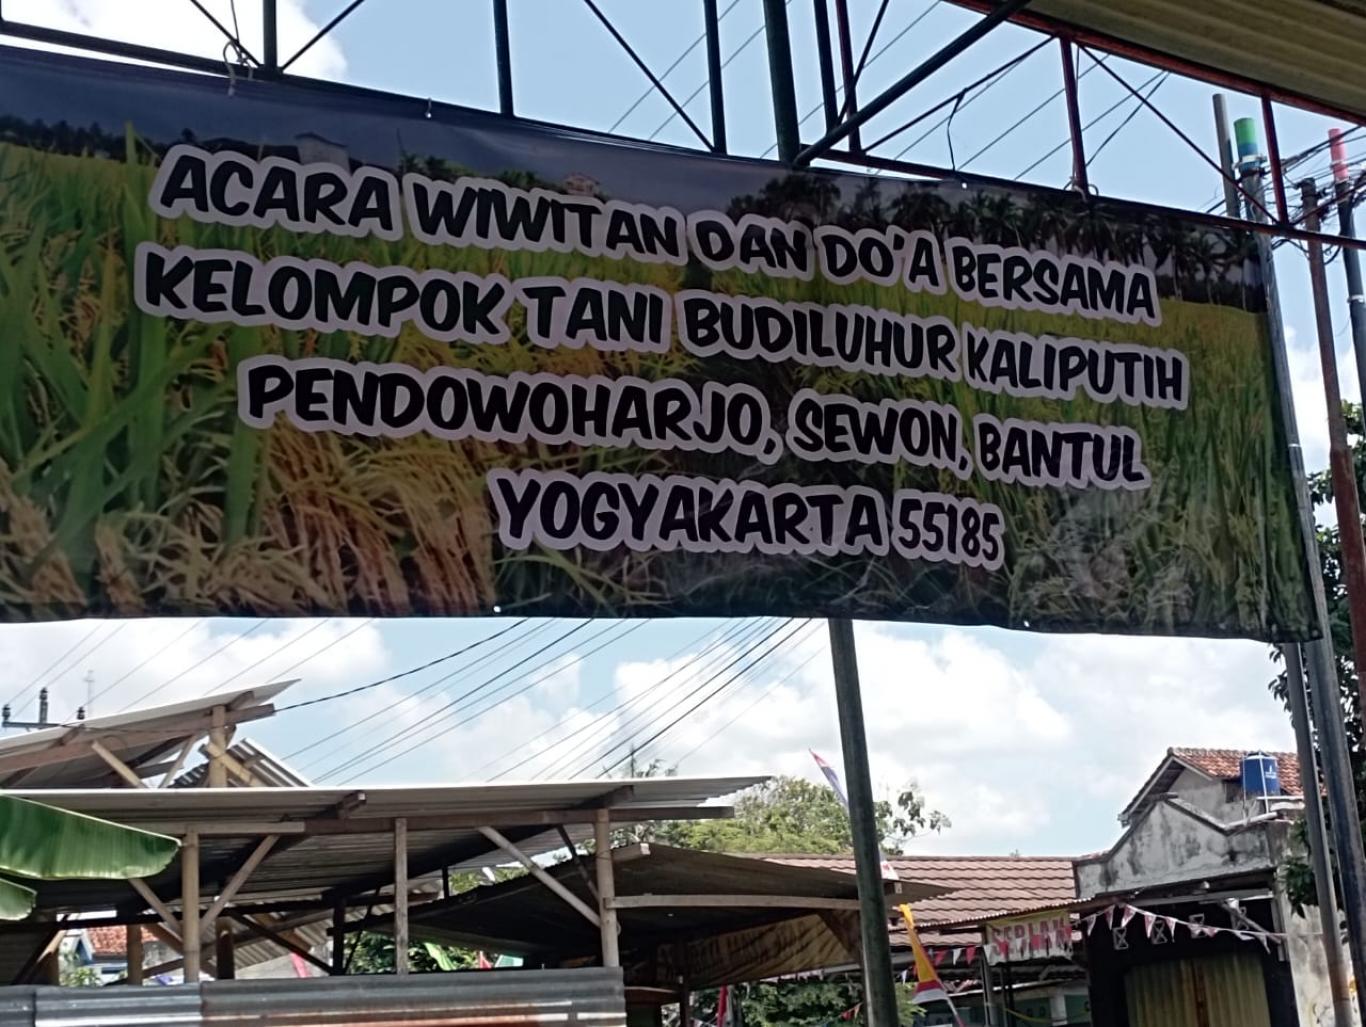 ACARA WIWITAN DAN DO'A BERSAMA
KELOMPOK TANI BUDILUHUR KALIPUTIH
PENDOWOHARJO, SEWON, BANTUL
YOGYAKARTA 55185